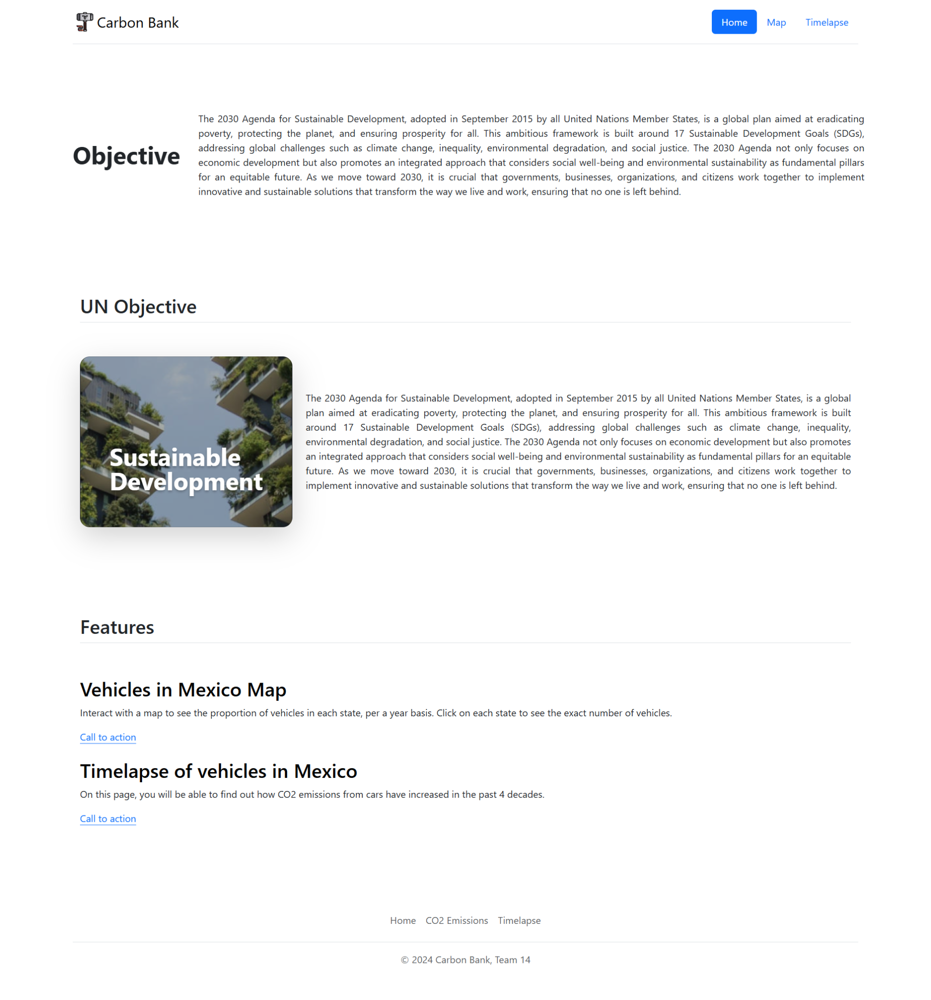 Carbon Bank
Home Map Timelapse
Objective
The 2030 Agenda for Sustainable Development, adopted in September 2015 by all United Nations Member States, is a global plan aimed at eradicating
poverty, protecting the planet, and ensuring prosperity for all. This ambitious framework is built around 17 Sustainable Development Goals (SDGs),
addressing global challenges such as climate change, inequality, environmental degradation, and social justice. The 2030 Agenda not only focuses on
economic development but also promotes an integrated approach that considers social well-being and environmental sustainability as fundamental pillars
for an equitable future. As we move toward 2030, it is crucial that governments, businesses, organizations, and citizens work together to implement
innovative and sustainable solutions that transform the way we live and work, ensuring that no one is left behind.
UN Objective
Sustainable
Development
The 2030 Agenda for Sustainable Development, adopted in September 2015 by all United Nations Member States, is a global
plan aimed at eradicating poverty, protecting the planet, and ensuring prosperity for all. This ambitious framework is built
around 17 Sustainable Development Goals (SDGs), addressing global challenges such as climate change, inequality,
environmental degradation, and social justice. The 2030 Agenda not only focuses on economic development but also promotes
an integrated approach that considers social well-being and environmental sustainability as fundamental pillars for an equitable
future. As we move toward 2030, it is crucial that governments, businesses, organizations, and citizens work together to
implement innovative and sustainable solutions that transform the way we live and work, ensuring that no one is left behind.
Features
Vehicles in Mexico Map
Interact with a map to see the proportion of vehicles in each state, per a year basis. Click on each state to see the exact number of vehicles.
Call to action
Timelapse of vehicles in Mexico
On this page, you will be able to find out how CO2 emissions from cars have increased in the past 4 decades.
Call to action
Home CO2 Emissions Timelapse
© 2024 Carbon Bank, Team 14